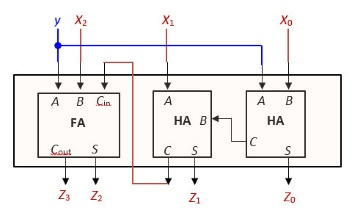 y X2 X1 X0
A B Cin A A B
FA HA B HA
C
Cout S C S S
Z3 Z2 Z1 Z0